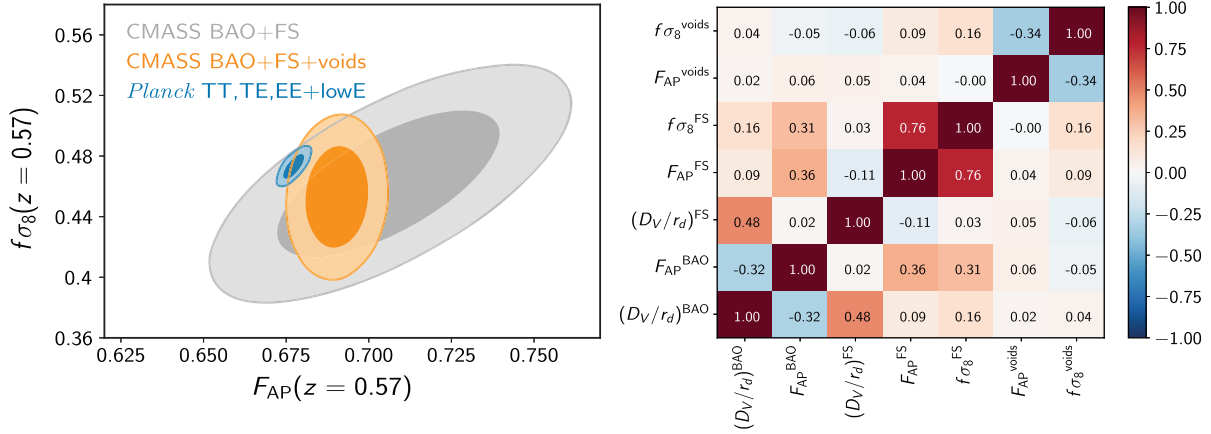 CMASS BAO+FS
CMASS BAO+FS+voids
Planck TT,TE,EE+lowE
0.56
0.52
0.48
0.44
0.4
0.36
fσ8(z = 0.57)
0.625 0.650 0.675 0.700 0.725 0.750
F_AP(z = 0.57)
fσ8^voids 0.04 -0.05 -0.06 0.09 0.16 -0.34 1.00
F_AP^voids 0.02 0.06 0.05 0.04 -0.00 1.00 -0.34
fσ8^FS 0.16 0.31 0.03 0.76 1.00 -0.00 0.16
F_AP^FS 0.09 0.36 -0.11 1.00 0.76 0.04 0.09
(D_V/r_d)^FS 0.48 0.02 1.00 -0.11 0.03 0.05 -0.06
F_AP^BAO -0.32 1.00 0.02 0.36 0.31 0.06 -0.05
(D_V/r_d)^BAO 1.00 -0.32 0.48 0.09 0.16 0.02 0.04
(D_V/r_d)^BAO F_AP^BAO (D_V/r_d)^FS F_AP^FS fσ8^FS F_AP^voids fσ8^voids
1.00
0.75
0.50
0.25
0.00
−0.25
−0.50
−0.75
−1.00